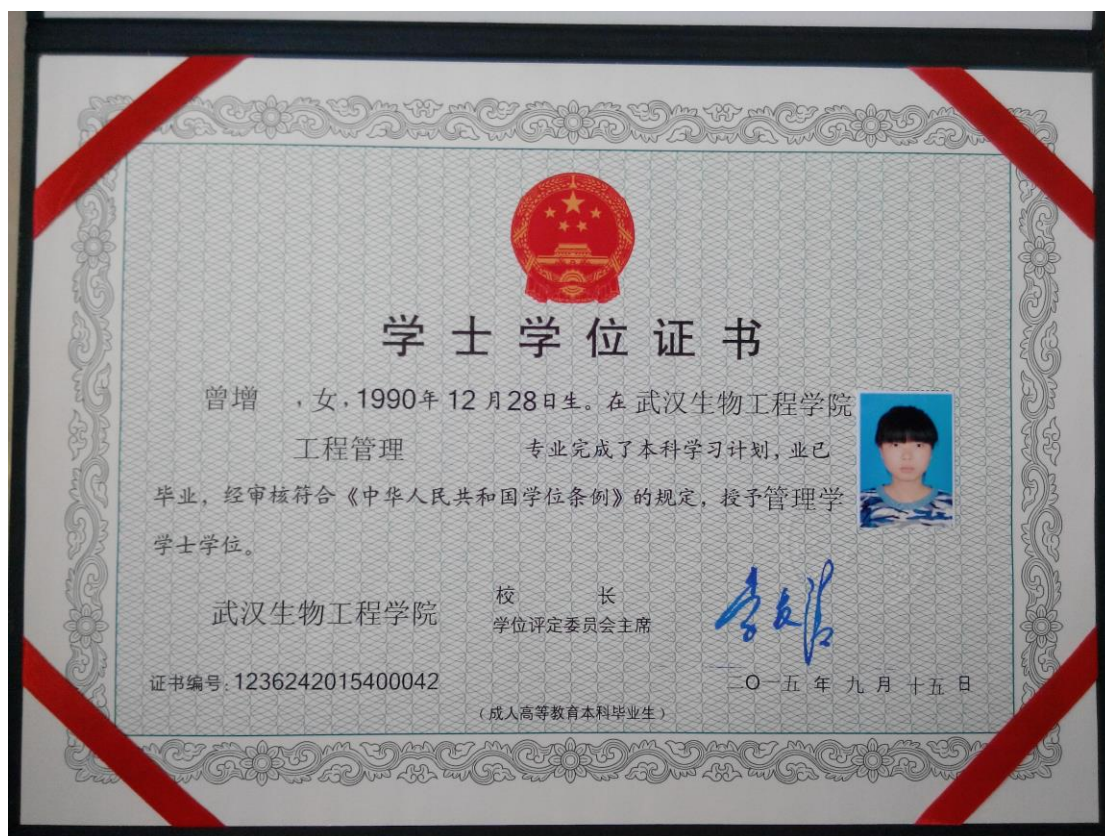 学士学位证书
曾增 ,女,1990年12月28日生。在武汉生物工程学院
工程管理 专业完成了本科学习计划,业已
毕业,经审核符合《中华人民共和国学位条例》的规定,授予管理学
学士学位。
武汉生物工程学院
校 长
学位评定委员会主席
证书编号:1236242015400042
二〇一五年九月十五日
(成人高等教育本科毕业生)